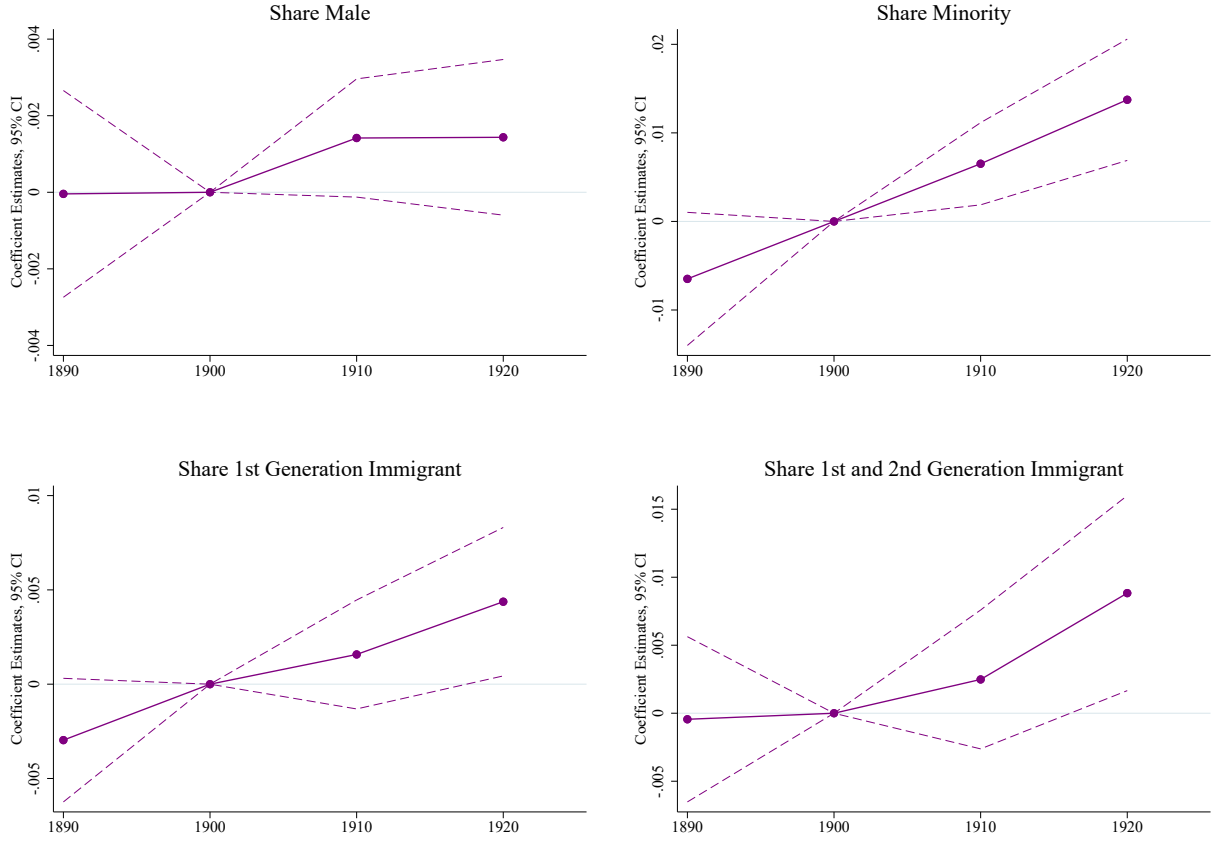 Share Male
Coefficient Estimates, 95% CI
.004
.002
0
-.002
-.004
1890 1900 1910 1920
Share Minority
Coefficient Estimates, 95% CI
.02
.01
0
-.01
1890 1900 1910 1920
Share 1st Generation Immigrant
Coefficient Estimates, 95% CI
.01
.005
0
-.005
1890 1900 1910 1920
Share 1st and 2nd Generation Immigrant
Coefficient Estimates, 95% CI
.015
.01
.005
0
-.005
1890 1900 1910 1920